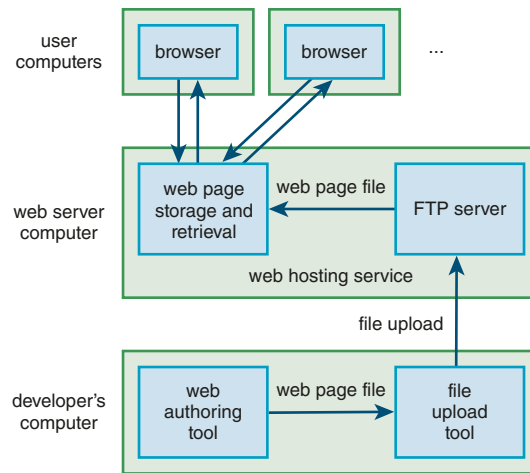 user
computers
browser
browser
...
web server
computer
web page
storage and
retrieval
web page file
FTP server
web hosting service
file upload
developer's
computer
web
authoring
tool
web page file
file
upload
tool